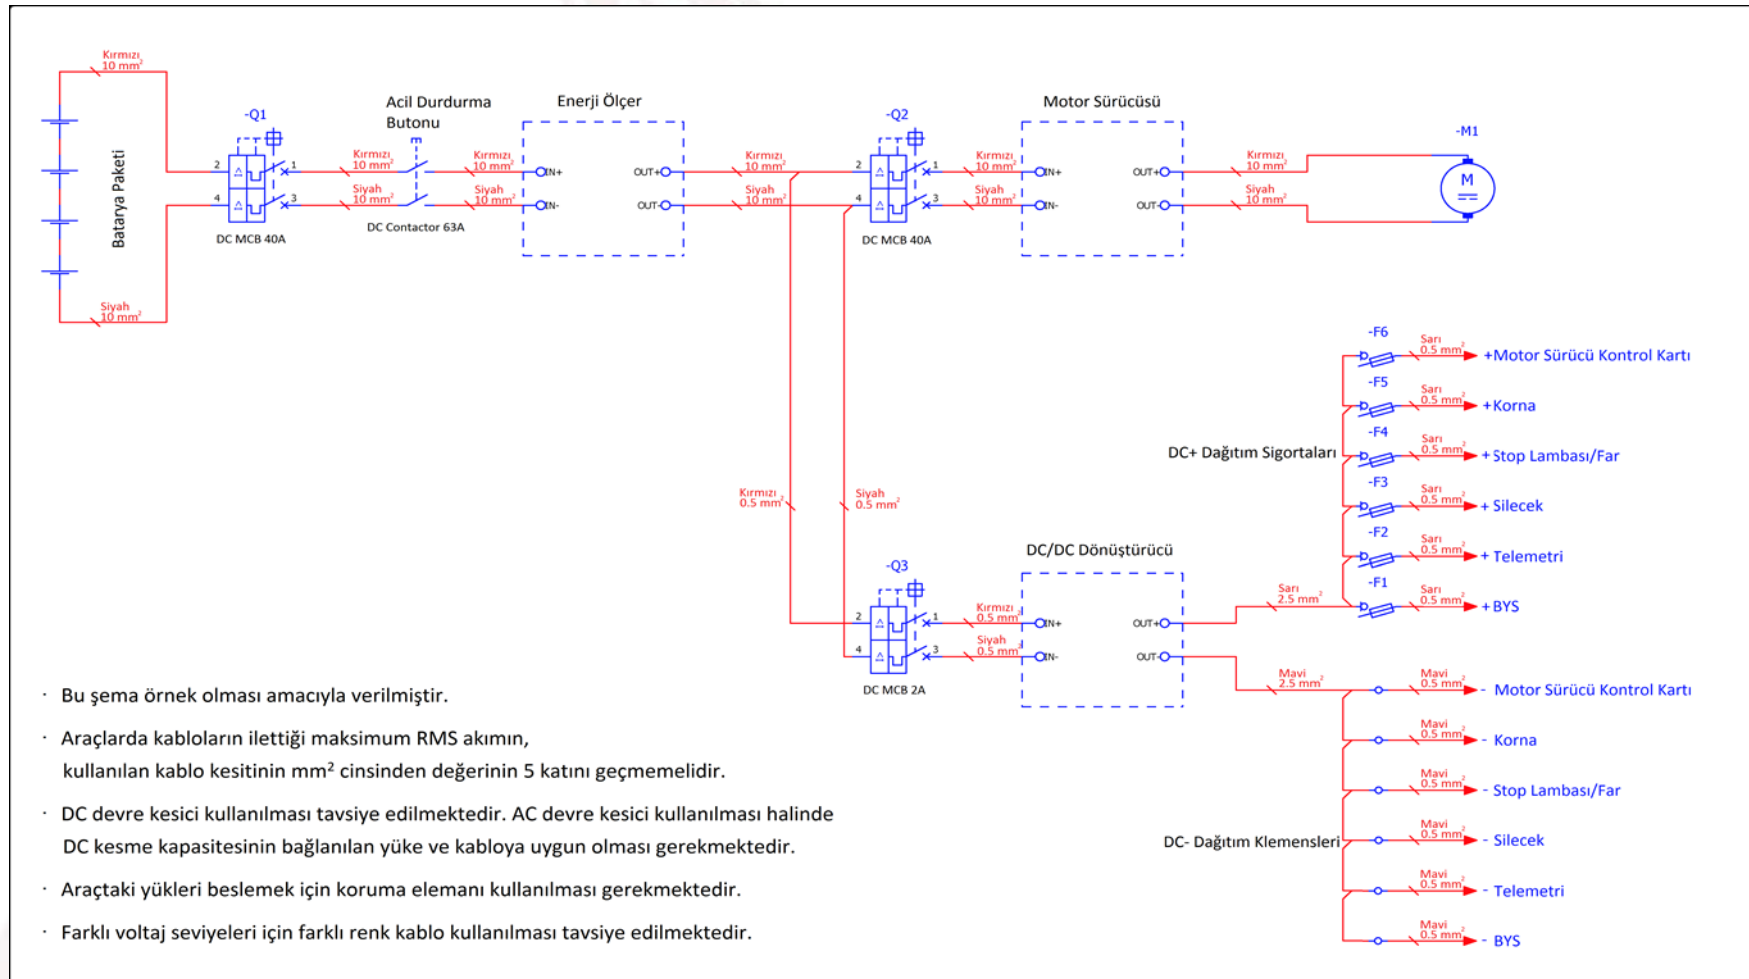 Kırmızı
10 mm²
Batarya Paketi
Siyah
10 mm²
-Q1
2
1
4
3
DC MCB 40A
Acil Durdurma
Butonu
Kırmızı
10 mm²
Siyah
10 mm²
DC Contactor 63A
Kırmızı
10 mm²
Siyah
10 mm²
Enerji Ölçer
IN+
IN-
OUT+
OUT-
Kırmızı
10 mm²
Siyah
10 mm²
-Q2
2
1
4
3
DC MCB 40A
Kırmızı
10 mm²
Siyah
10 mm²
Motor Sürücüsü
IN+
IN-
OUT+
OUT-
Kırmızı
10 mm²
Siyah
10 mm²
-M1
M
Kırmızı
0.5 mm²
Siyah
0.5 mm²
-Q3
2
1
4
3
DC MCB 2A
Kırmızı
0.5 mm²
Siyah
0.5 mm²
DC/DC Dönüştürücü
IN+
IN-
OUT+
OUT-
Sarı
2.5 mm²
Mavi
2.5 mm²
DC+ Dağıtım Sigortaları
-F6
Sarı
0.5 mm²
+Motor Sürücü Kontrol Kartı
-F5
Sarı
0.5 mm²
+Korna
-F4
Sarı
0.5 mm²
+Stop Lambası/Far
-F3
Sarı
0.5 mm²
+ Silecek
-F2
Sarı
0.5 mm²
+ Telemetri
-F1
Sarı
0.5 mm²
+ BYS
DC- Dağıtım Klemensleri
Mavi
0.5 mm²
- Motor Sürücü Kontrol Kartı
Mavi
0.5 mm²
- Korna
Mavi
0.5 mm²
- Stop Lambası/Far
Mavi
0.5 mm²
- Silecek
Mavi
0.5 mm²
- Telemetri
Mavi
0.5 mm²
- BYS
· Bu şema örnek olması amacıyla verilmiştir.
· Araçlarda kabloların ilettiği maksimum RMS akımın,
kullanılan kablo kesitinin mm² cinsinden değerinin 5 katını geçmemelidir.
· DC devre kesici kullanılması tavsiye edilmektedir. AC devre kesici kullanılması halinde
DC kesme kapasitesinin bağlanılan yüke ve kabloya uygun olması gerekmektedir.
· Araçtaki yükleri beslemek için koruma elemanı kullanılması gerekmektedir.
· Farklı voltaj seviyeleri için farklı renk kablo kullanılması tavsiye edilmektedir.